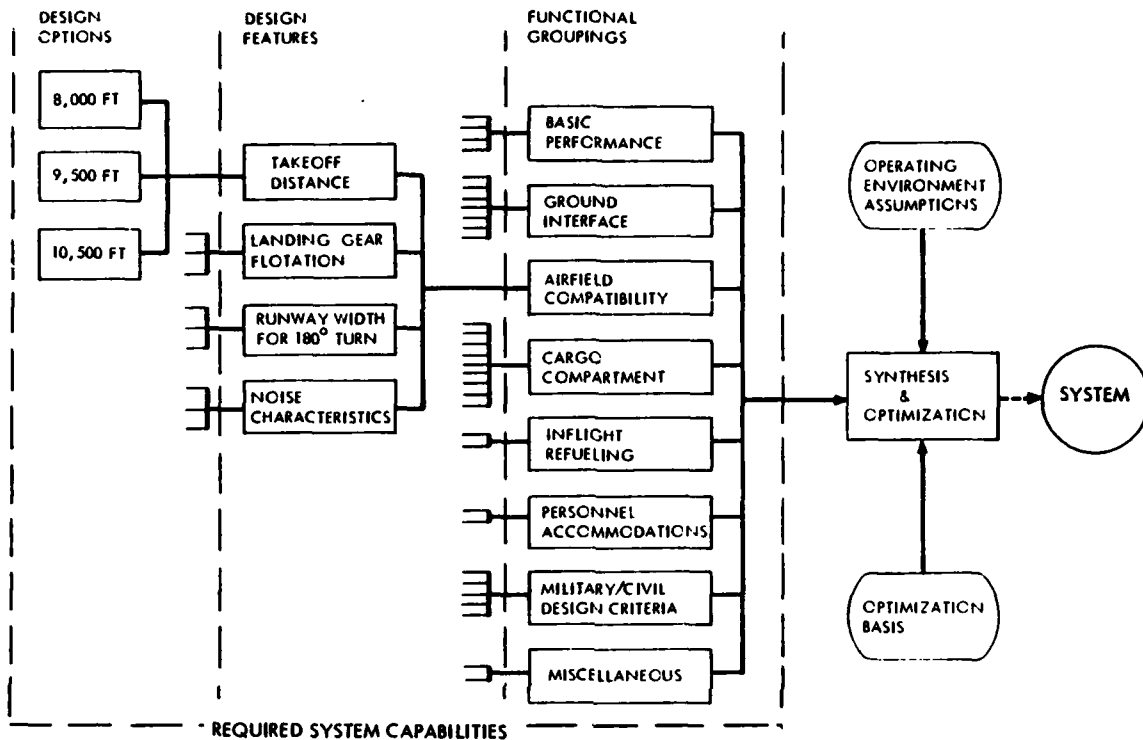 DESIGN
OPTIONS
8,000 FT
9,500 FT
10,500 FT
DESIGN
FEATURES
TAKEOFF
DISTANCE
LANDING GEAR
FLOTATION
RUNWAY WIDTH
FOR 180° TURN
NOISE
CHARACTERISTICS
FUNCTIONAL
GROUPINGS
BASIC
PERFORMANCE
GROUND
INTERFACE
AIRFIELD
COMPATIBILITY
CARGO
COMPARTMENT
INFLIGHT
REFUELING
PERSONNEL
ACCOMMODATIONS
MILITARY/CIVIL
DESIGN CRITERIA
MISCELLANEOUS
OPERATING
ENVIRONMENT
ASSUMPTIONS
SYNTHESIS
&
OPTIMIZATION
SYSTEM
OPTIMIZATION
BASIS
REQUIRED SYSTEM CAPABILITIES